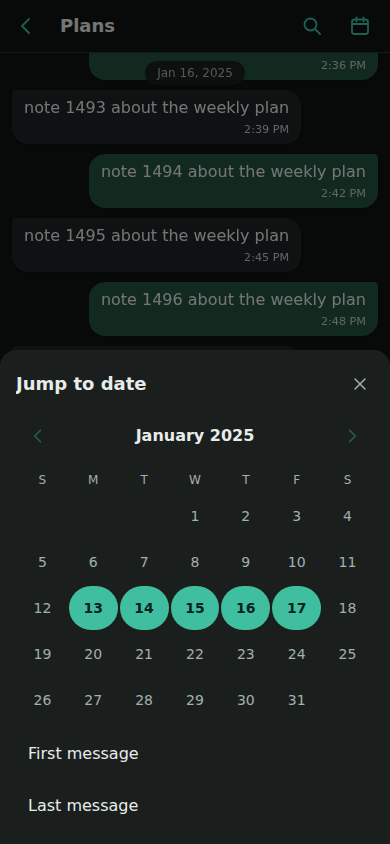 Plans
2:36 PM
Jan 16, 2025
note 1493 about the weekly plan
2:39 PM
note 1494 about the weekly plan
2:42 PM
note 1495 about the weekly plan
2:45 PM
note 1496 about the weekly plan
2:48 PM
Jump to date
January 2025
S M T W T F S
1 2 3 4
5 6 7 8 9 10 11
12 13 14 15 16 17 18
19 20 21 22 23 24 25
26 27 28 29 30 31
First message
Last message